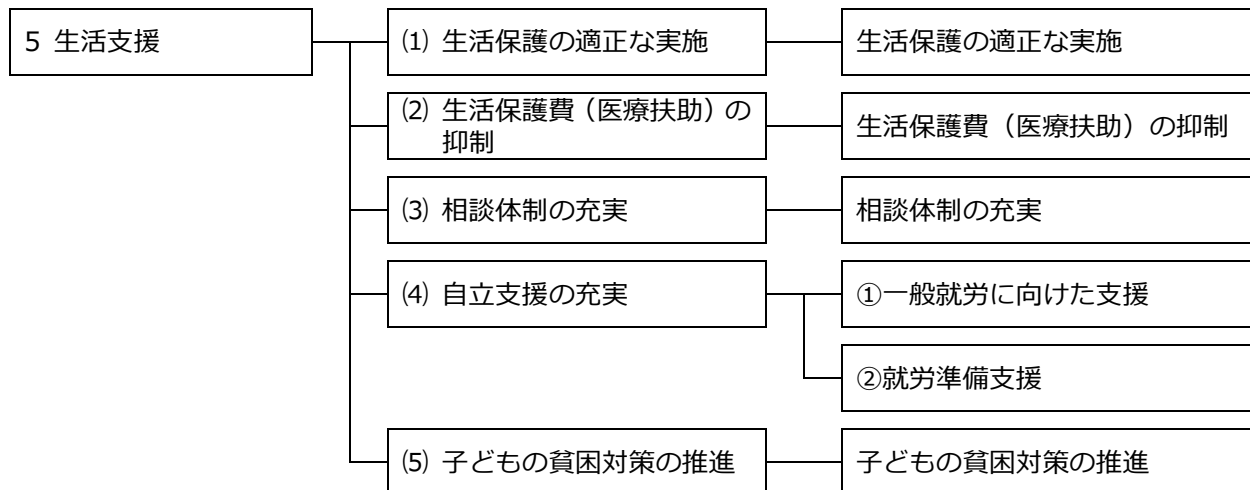 5 生活支援
⑴ 生活保護の適正な実施
生活保護の適正な実施
⑵ 生活保護費（医療扶助）の
抑制
生活保護費（医療扶助）の抑制
⑶ 相談体制の充実
相談体制の充実
⑷ 自立支援の充実
①一般就労に向けた支援
②就労準備支援
⑸ 子どもの貧困対策の推進
子どもの貧困対策の推進